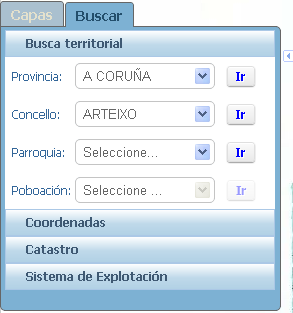 Capas Buscar
Busca territorial
Provincia: A CORUÑA Ir
Concello: ARTEIXO Ir
Parroquia: Seleccione... Ir
Poboación: Seleccione ... Ir
Coordenadas
Catastro
Sistema de Explotación